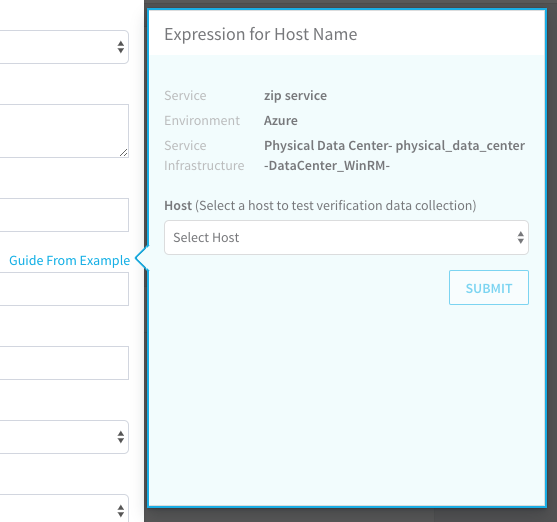 Expression for Host Name
Service zip service
Environment Azure
Service Physical Data Center- physical_data_center
Infrastructure -DataCenter_WinRM-
Host (Select a host to test verification data collection)
Select Host
Guide From Example
SUBMIT